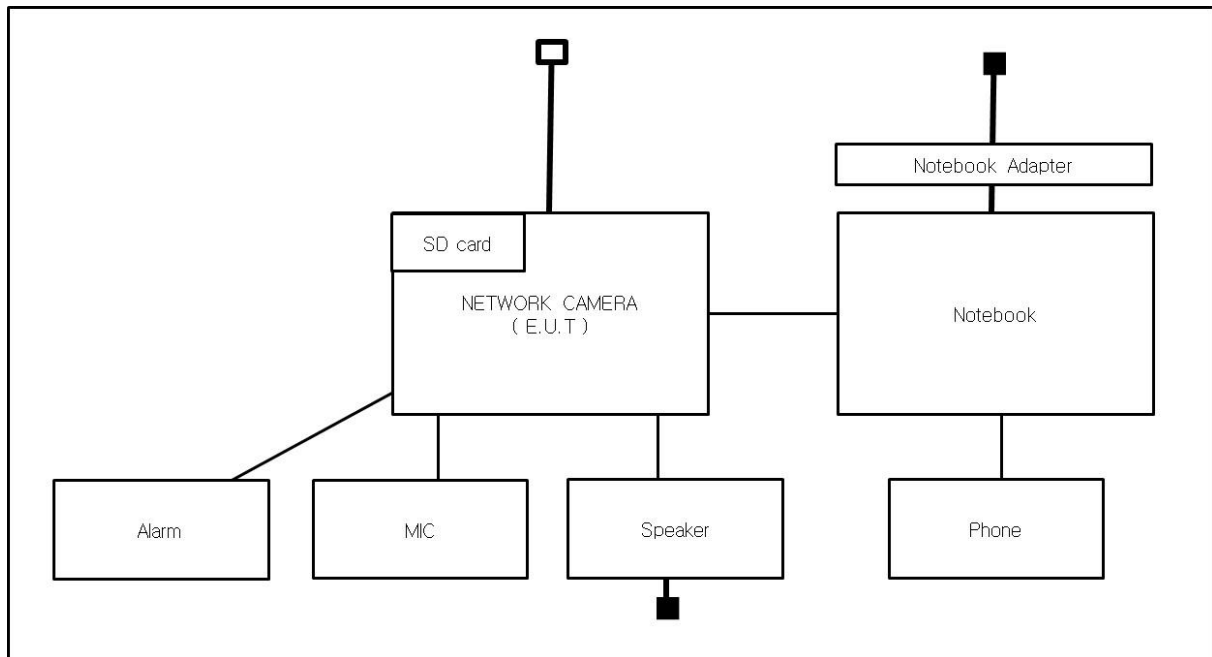 Notebook Adapter
SD card
NETWORK CAMERA
( E.U.T )
Notebook
Alarm
MIC
Speaker
Phone